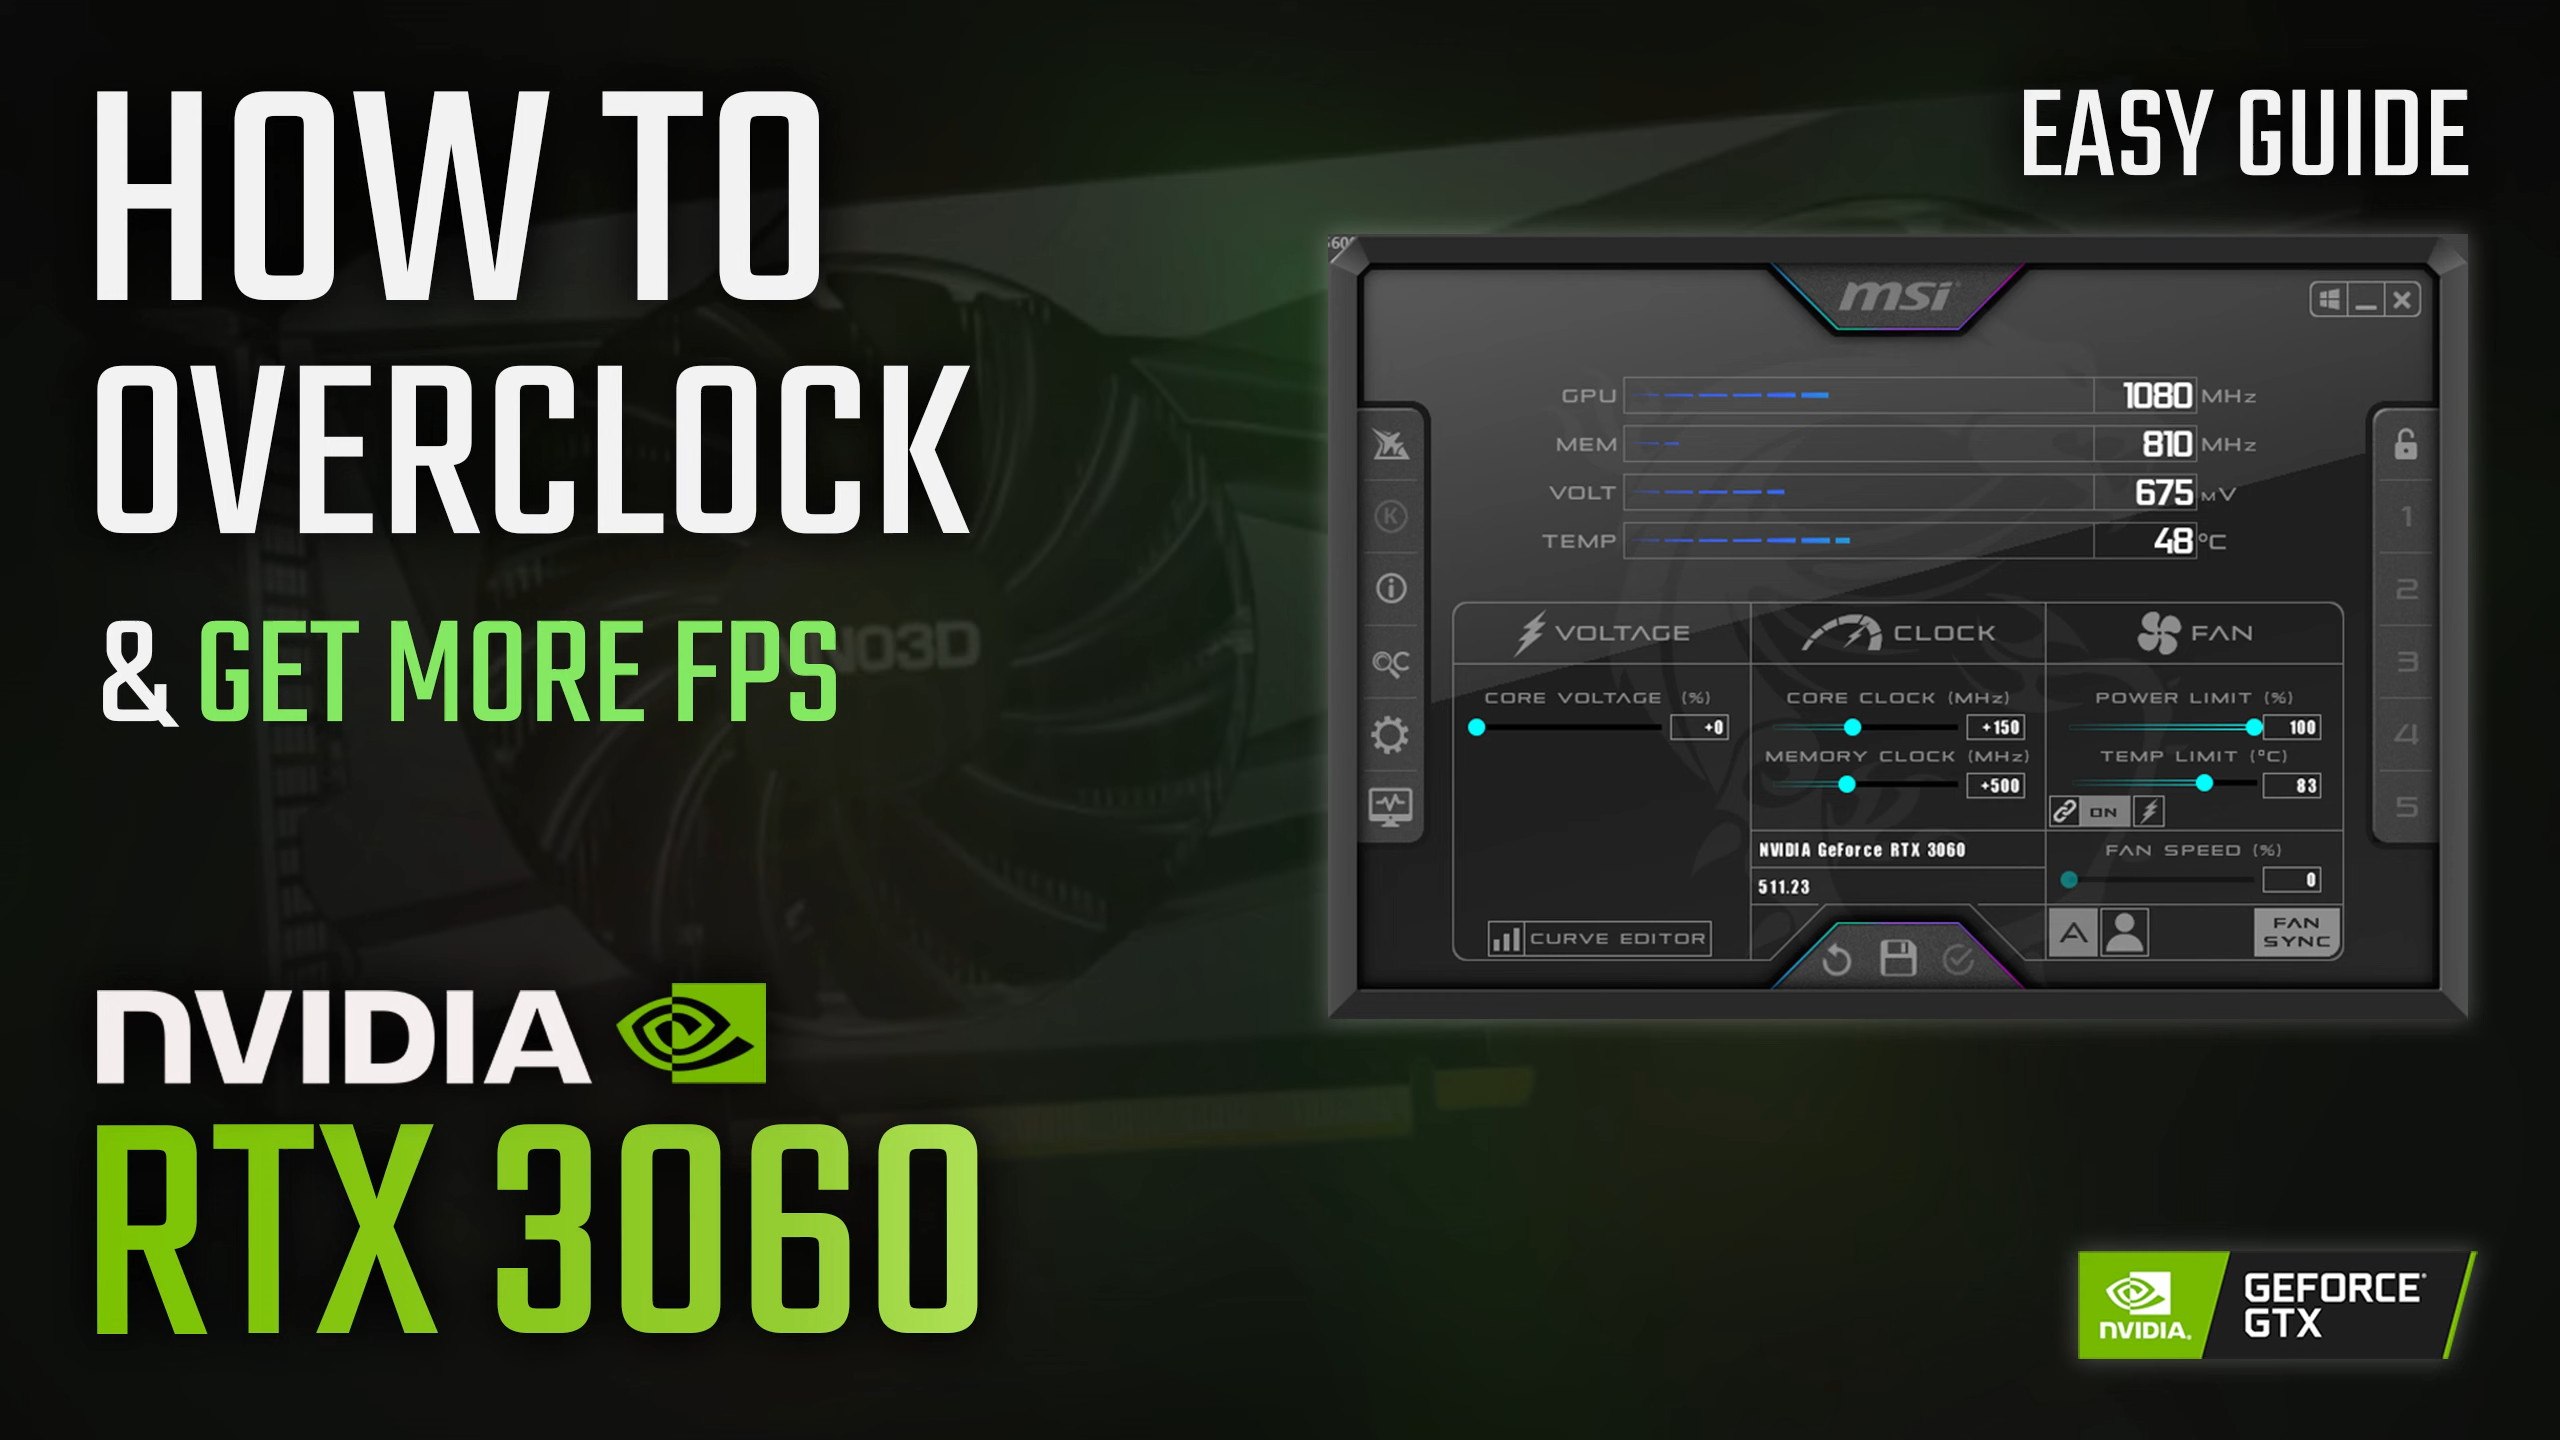 HOW TO
OVERCLOCK
& GET MORE FPS
NVIDIA
RTX 3060
EASY GUIDE
msi
GPU 1080 MHz
MEM 810 MHz
VOLT 675 mV
TEMP 48 °C
K
OC
1
2
3
4
5
VOLTAGE
CORE VOLTAGE (%)
+0
CURVE EDITOR
CLOCK
CORE CLOCK (MHz)
+150
MEMORY CLOCK (MHz)
+500
NVIDIA GeForce RTX 3060
511.23
FAN
POWER LIMIT (%)
100
TEMP LIMIT (°C)
83
ON
FAN SPEED (%)
0
A
FAN
SYNC
NO3D
NVIDIA.
GEFORCE®
GTX